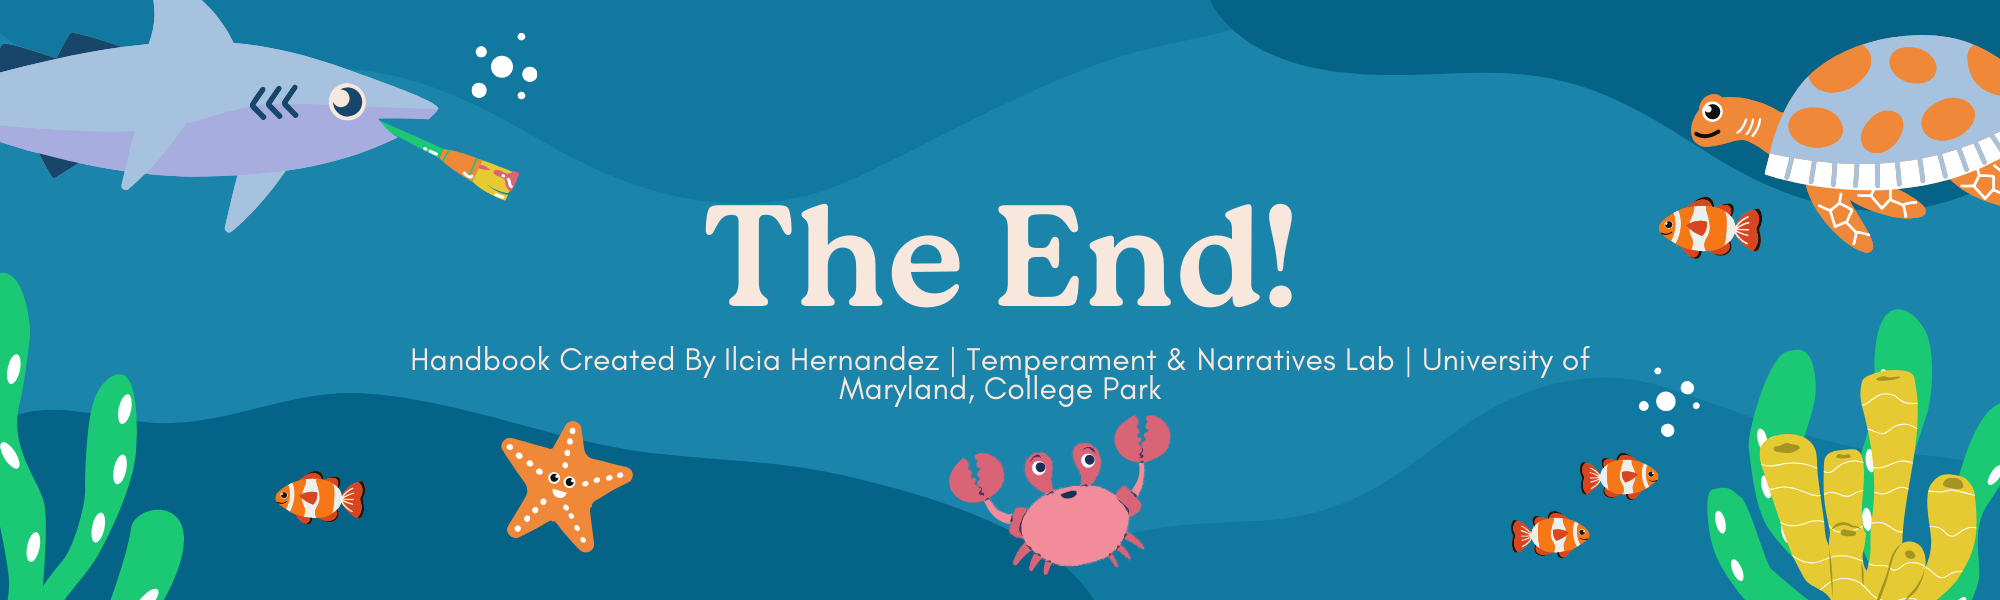 The End!
Handbook Created By Ilcia Hernandez | Temperament & Narratives Lab | University of
Maryland, College Park